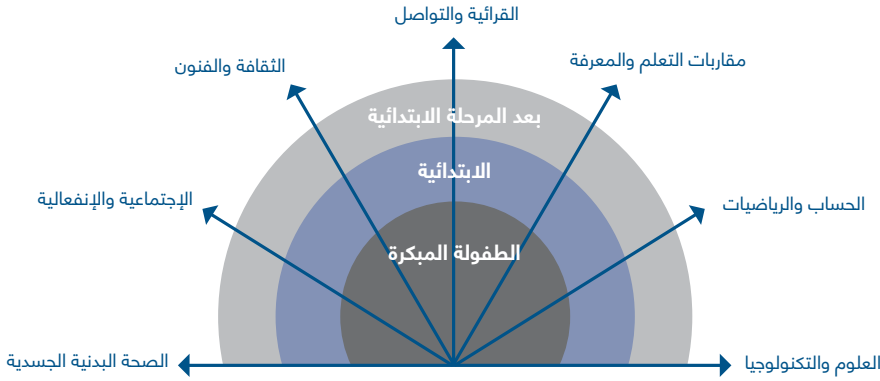 القرائية والتواصل
مقاربات التعلم والمعرفة
الثقافة والفنون
بعد المرحلة الابتدائية
الابتدائية
الحساب والرياضيات
الإجتماعية والإنفعالية
الطفولة المبكرة
العلوم والتكنولوجيا
الصحة البدنية الجسدية